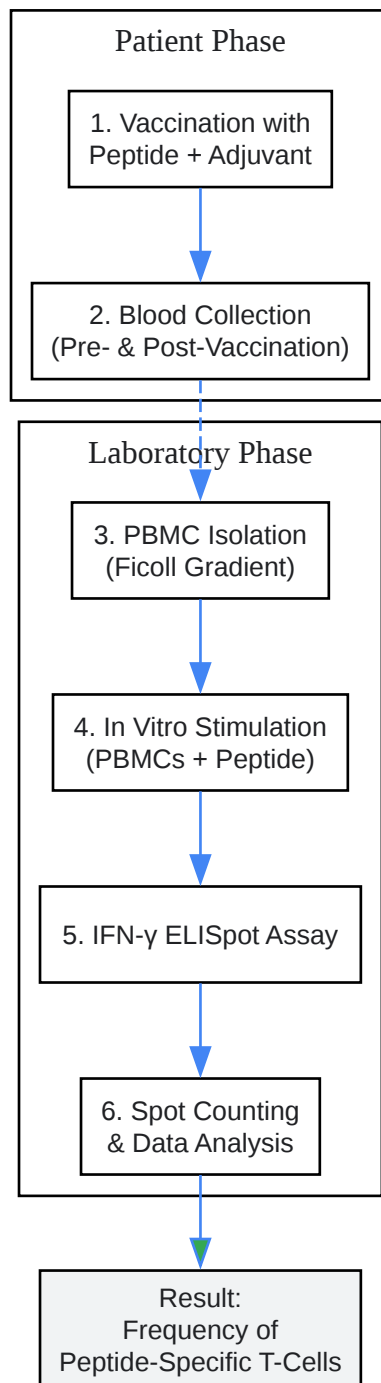 Patient Phase
1. Vaccination with
Peptide + Adjuvant
2. Blood Collection
(Pre- & Post-Vaccination)
Laboratory Phase
3. PBMC Isolation
(Ficoll Gradient)
4. In Vitro Stimulation
(PBMCs + Peptide)
5. IFN-γ ELISpot Assay
6. Spot Counting
& Data Analysis
Result:
Frequency of
Peptide-Specific T-Cells